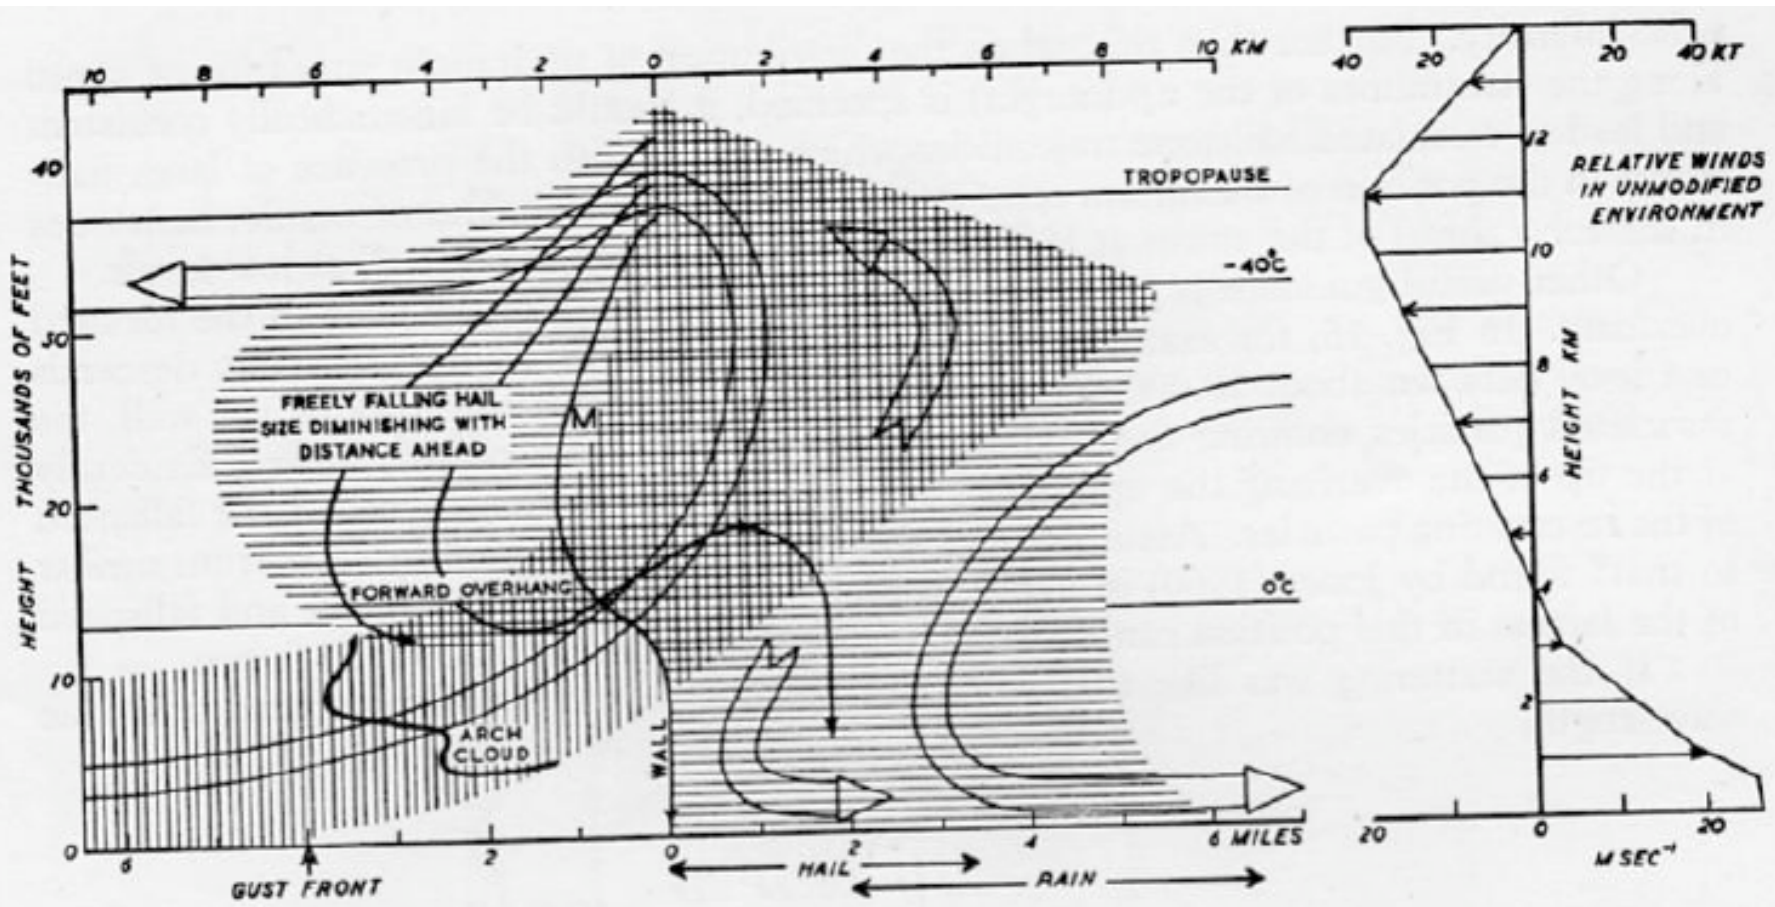 10 8 6 4 2 0 2 4 6 8 10 KM
40 20 20 40 KT
40
30
20
10
0
HEIGHT THOUSANDS OF FEET
TROPOPAUSE
-40°C
0°C
FREELY FALLING HAIL
SIZE DIMINISHING WITH
DISTANCE AHEAD
M
FORWARD OVERHANG
ARCH
CLOUD
WALL
6 2 0 2 4 6 MILES
GUST FRONT
HAIL
RAIN
RELATIVE WINDS
IN UNMODIFIED
ENVIRONMENT
12
10
8
6
4
2
HEIGHT KM
20 0 20
M SEC⁻¹